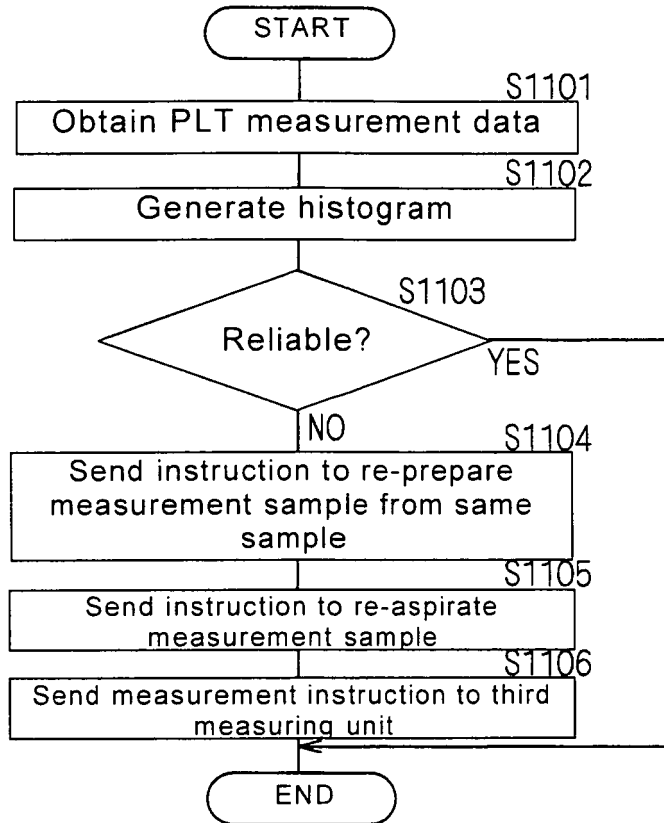 START
S1101
Obtain PLT measurement data
S1102
Generate histogram
S1103
Reliable?
YES
NO
S1104
Send instruction to re-prepare
measurement sample from same
sample
S1105
Send instruction to re-aspirate
measurement sample
S1106
Send measurement instruction to third
measuring unit
END